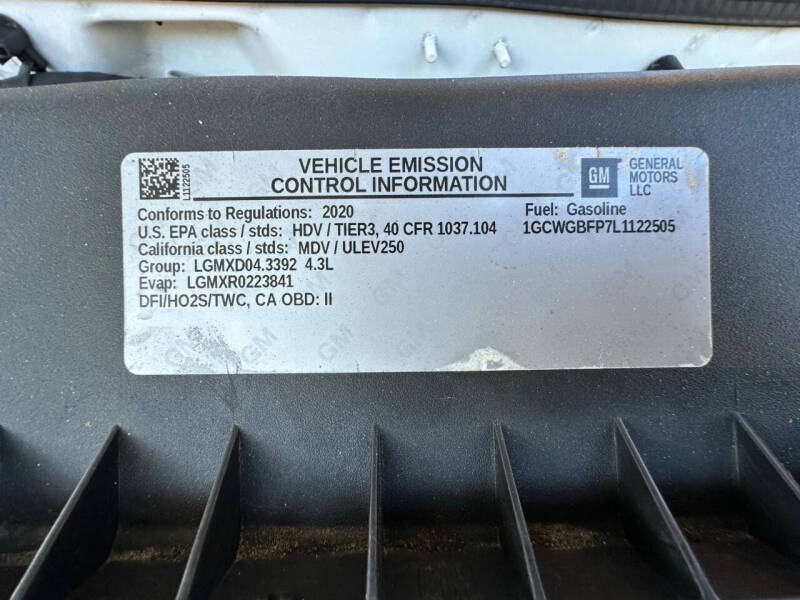 L1122505
VEHICLE EMISSION
CONTROL INFORMATION
GM
GENERAL
MOTORS
LLC
Conforms to Regulations: 2020
Fuel: Gasoline
U.S. EPA class / stds: HDV / TIER3, 40 CFR 1037.104
1GCWGBFP7L1122505
California class / stds: MDV / ULEV250
Group: LGMXD04.3392 4.3L
Evap: LGMXR0223841
DFI/HO2S/TWC, CA OBD: II